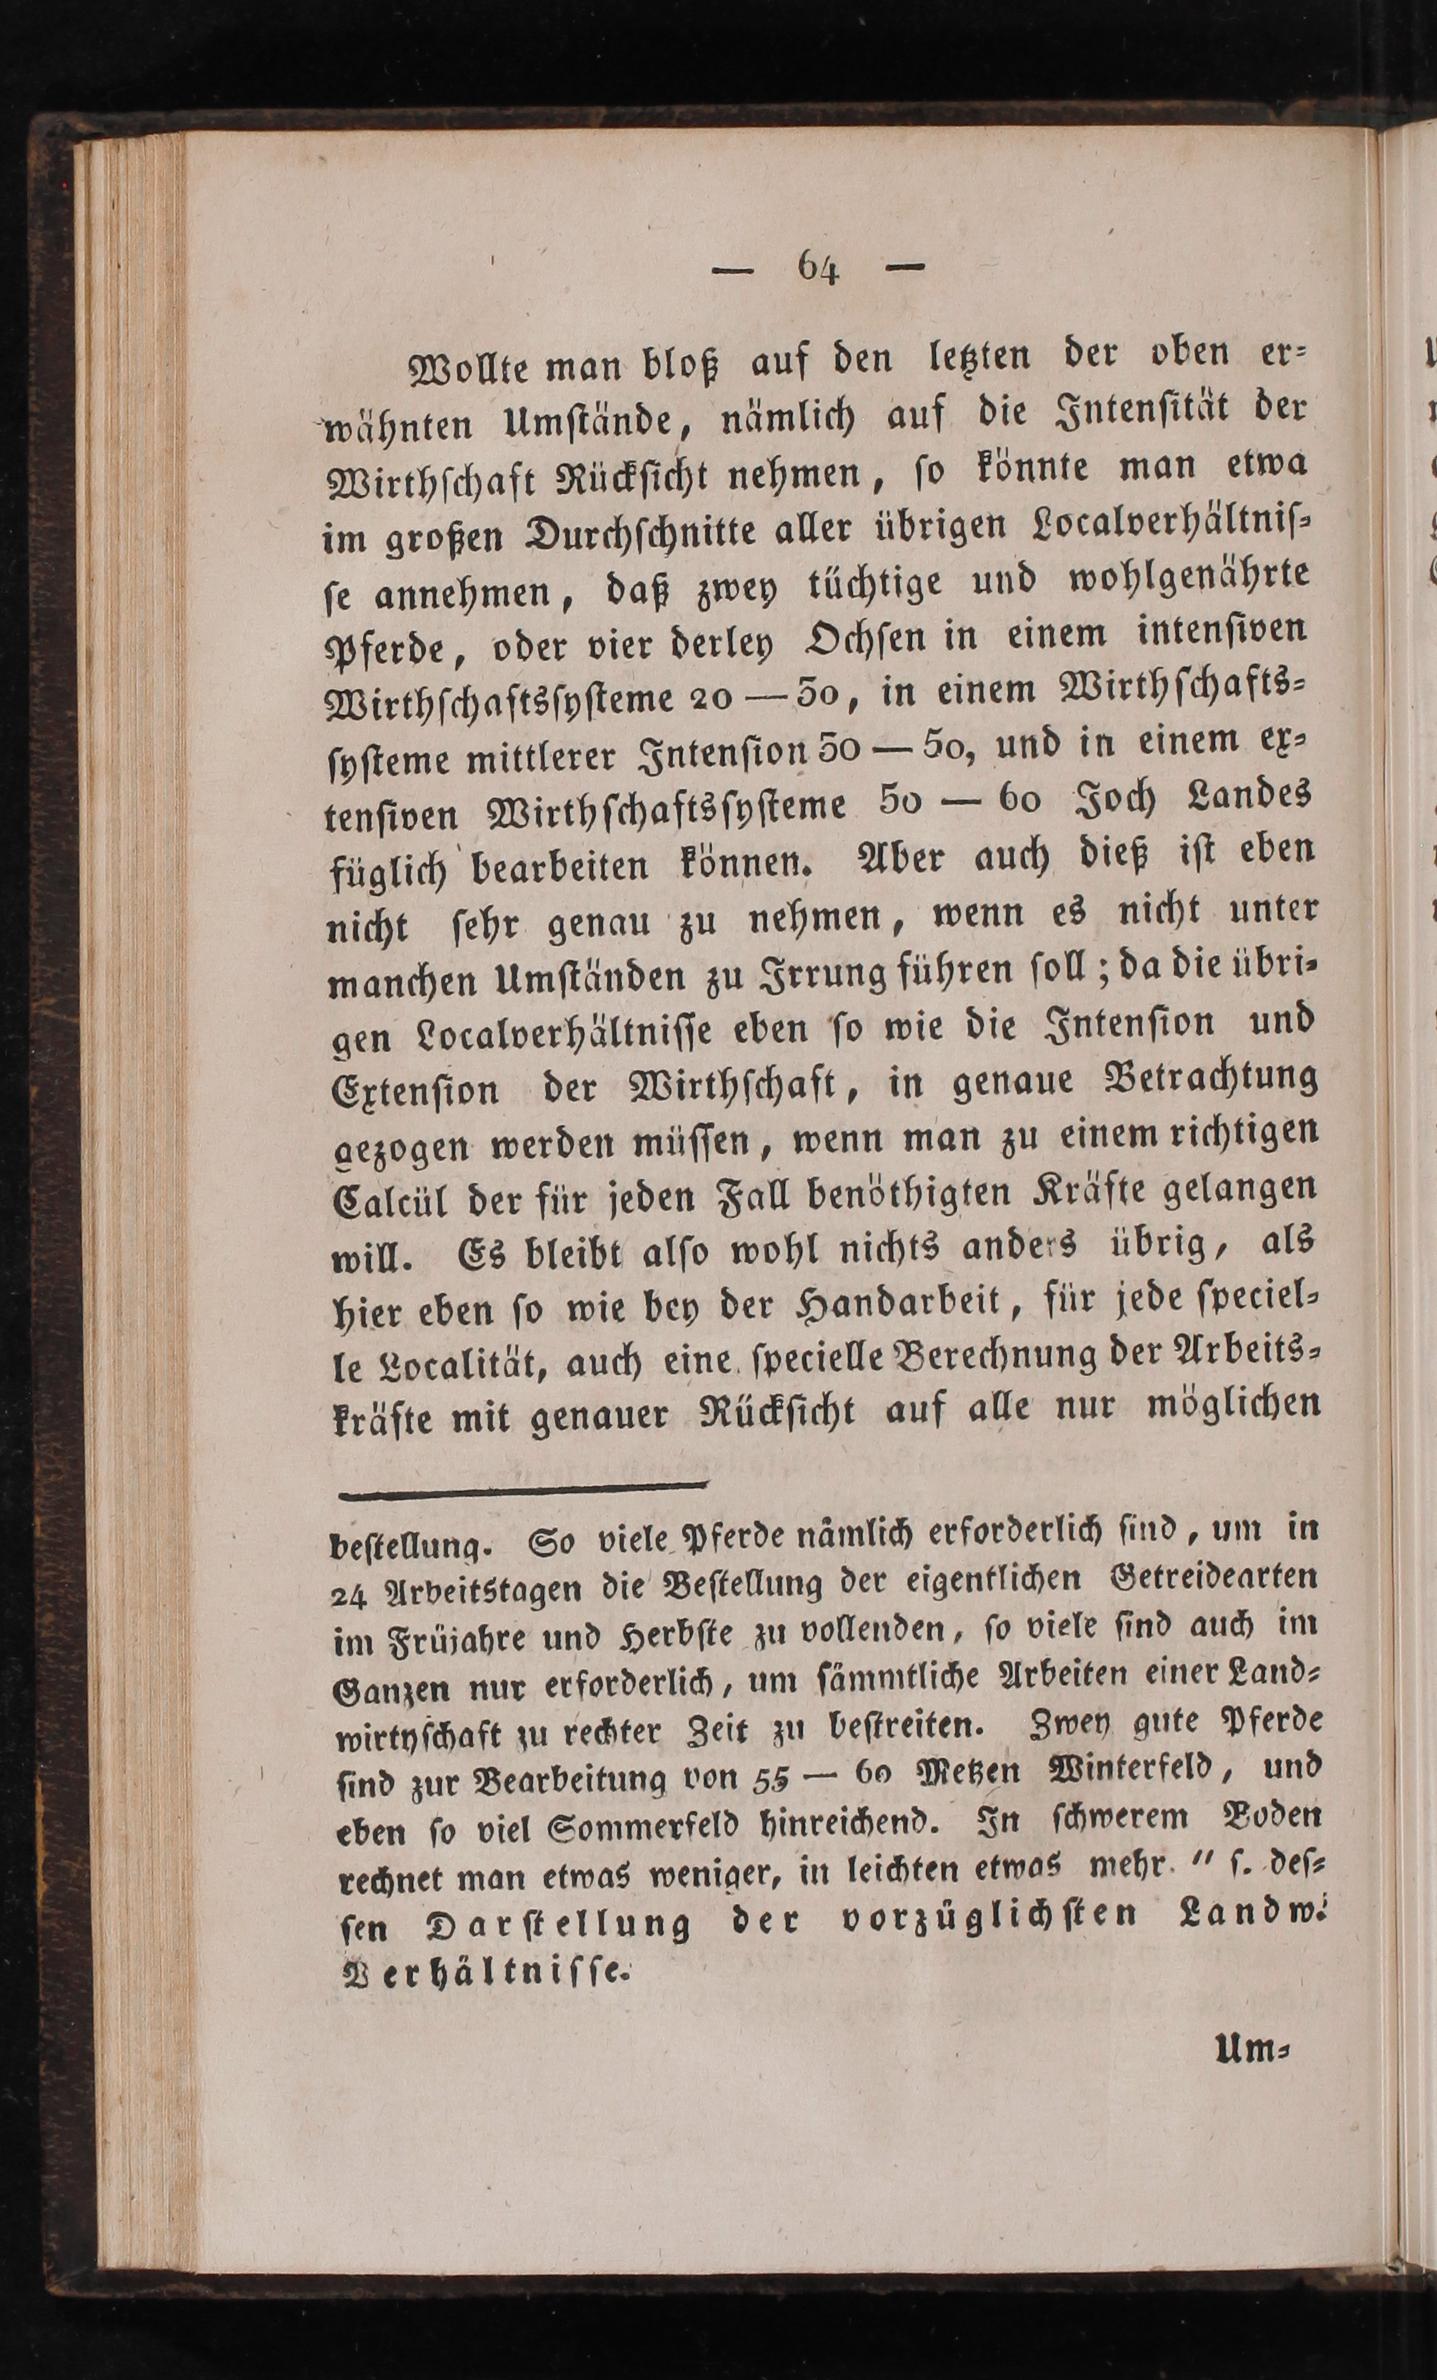 — 64 —
Wollte man bloß auf den letzten der oben er=
wähnten Umſtände, nämlich auf die Intenſität der
Wirthſchaft Rückſicht nehmen, ſo könnte man etwa
im großen Durchſchnitte aller übrigen Localverhältniſ=
ſe annehmen, daß zwey tüchtige und wohlgenährte
Pferde, oder vier derley Ochſen in einem intenſiven
Wirthſchaftsſyſteme 20 — 30, in einem Wirthſchafts=
ſyſteme mittlerer Intenſion 30 — 50, und in einem ex=
tenſiven Wirthſchaftsſyſteme 50 — 60 Joch Landes
füglich bearbeiten können. Aber auch dieß iſt eben
nicht ſehr genau zu nehmen, wenn es nicht unter
manchen Umſtänden zu Irrung führen ſoll; da die übri=
gen Localverhältniſſe eben ſo wie die Intenſion und
Extenſion der Wirthſchaft, in genaue Betrachtung
gezogen werden müſſen, wenn man zu einem richtigen
Calcül der für jeden Fall benöthigten Kräfte gelangen
will. Es bleibt alſo wohl nichts anders übrig, als
hier eben ſo wie bey der Handarbeit, für jede ſpeciel=
le Localität, auch eine ſpecielle Berechnung der Arbeits=
kräfte mit genauer Rückſicht auf alle nur möglichen
beſtellung. So viele Pferde nämlich erforderlich ſind, um in
24 Arbeitstagen die Beſtellung der eigentlichen Getreidearten
im Früjahre und Herbſte zu vollenden, ſo viele ſind auch im
Ganzen nur erforderlich, um ſämmtliche Arbeiten einer Land=
wirthſchaft zu rechter Zeit zu beſtreiten. Zwey gute Pferde
ſind zur Bearbeitung von 55 — 60 Metzen Winterfeld, und
eben ſo viel Sommerfeld hinreichend. In ſchwerem Boden
rechnet man etwas weniger, in leichten etwas mehr. " ſ. deſ=
ſen Darſtellung der vorzüglichſten Landw.
Verhältniſſe.
Um=